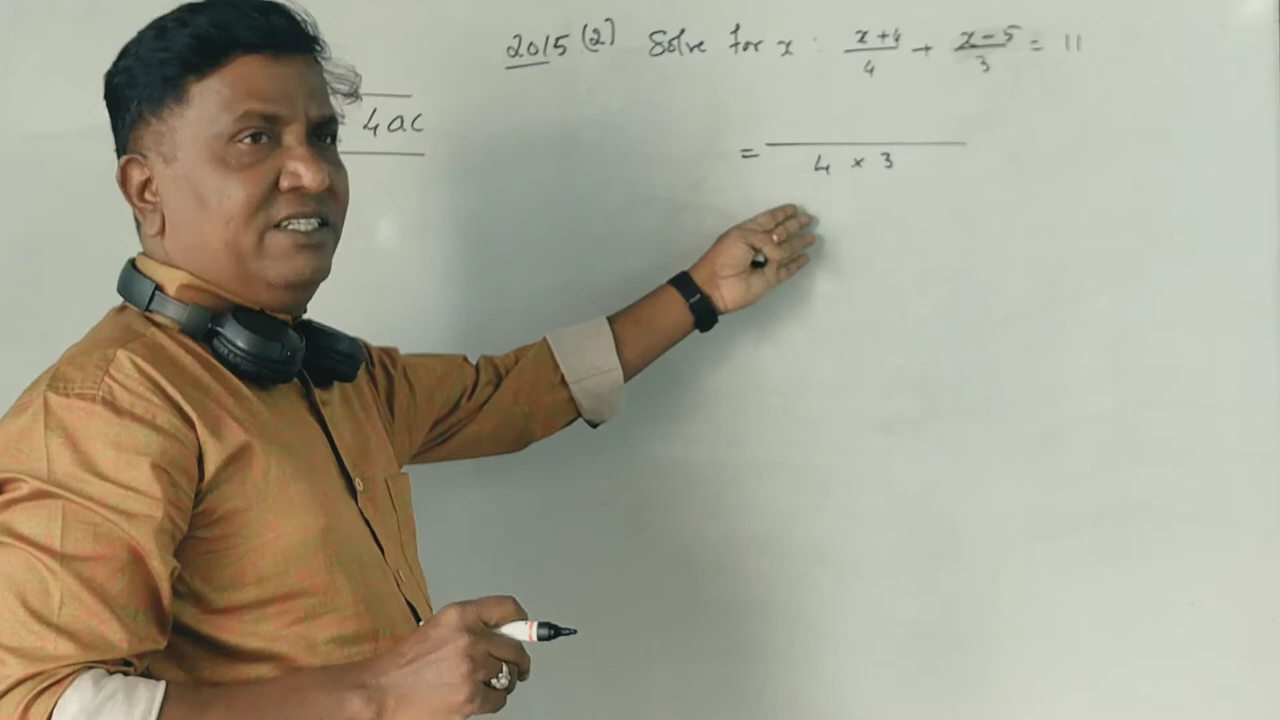 2015 (2) Solve for x : (x+4)/4 + (x-5)/3 = 11
4ac
= ――― / 4 × 3